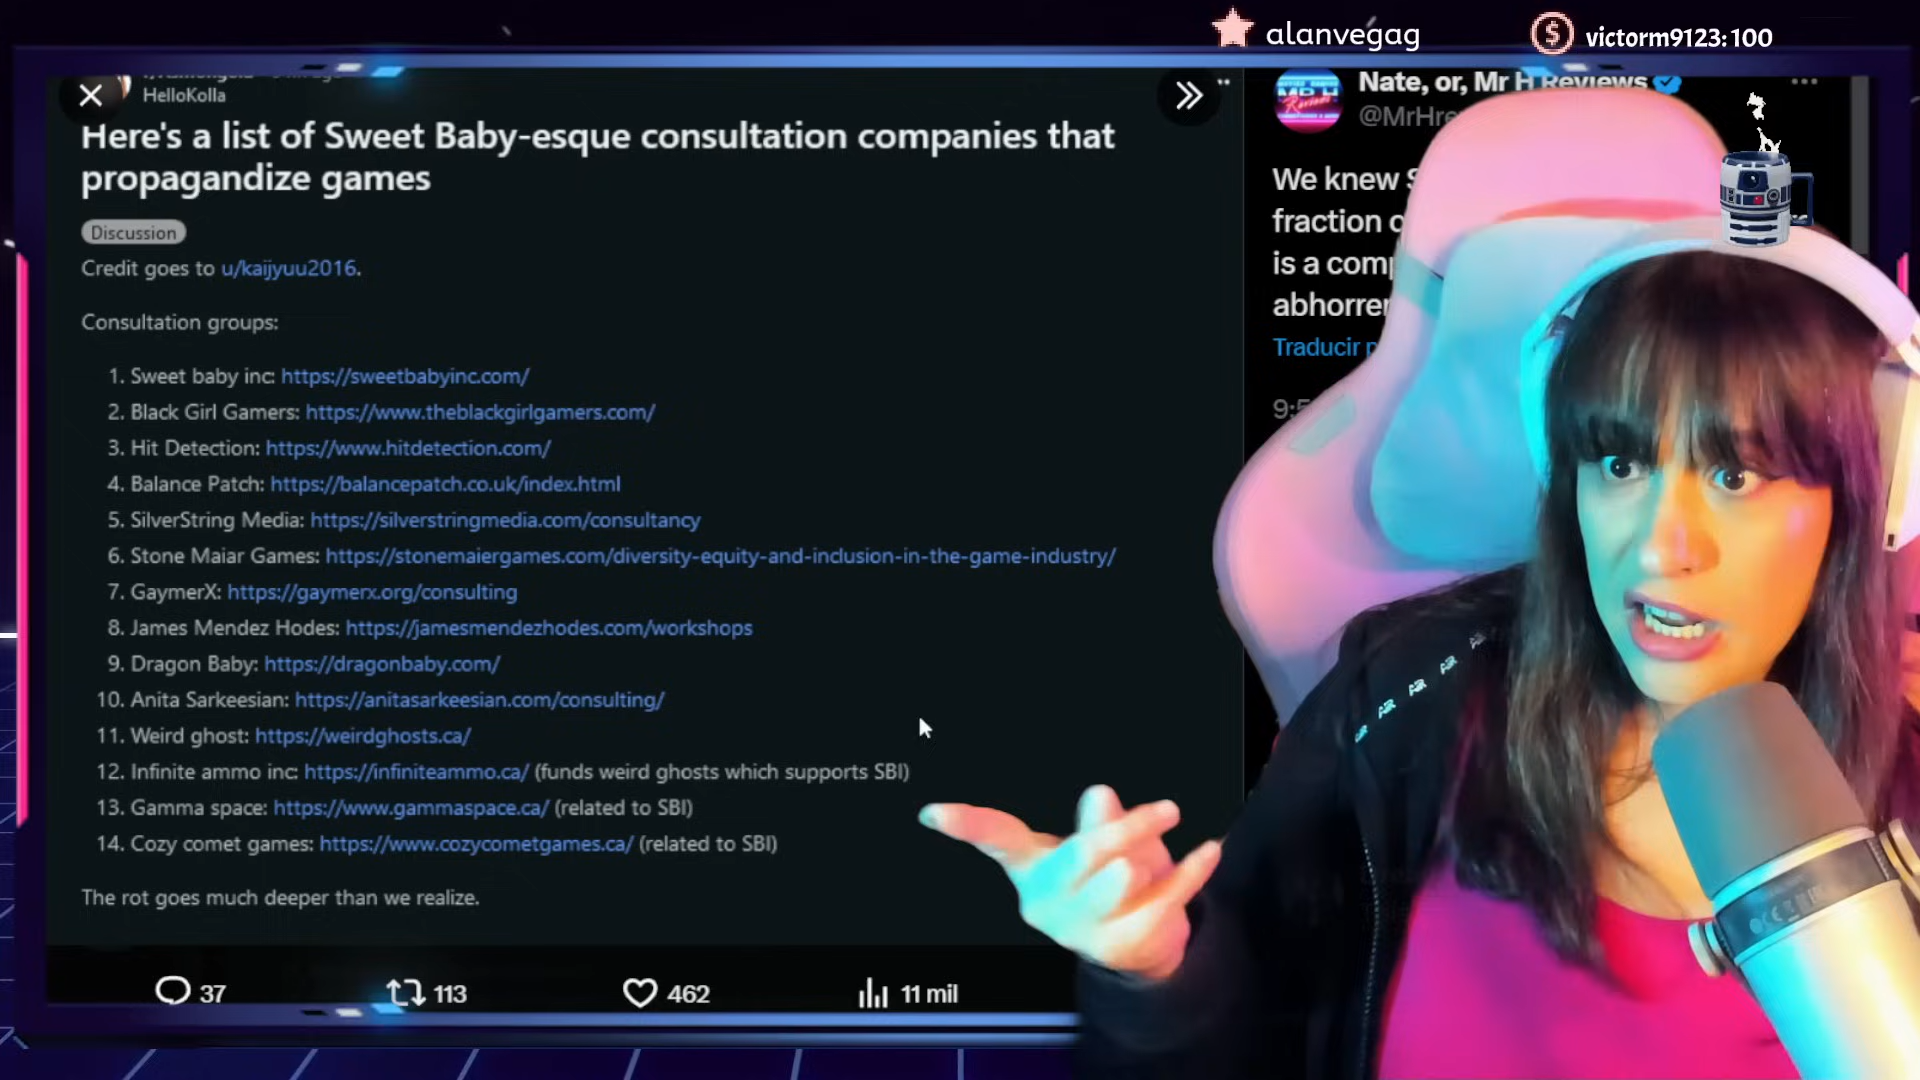 alanvegag
victorm9123: 100
HelloKolla
Here's a list of Sweet Baby-esque consultation companies that
propagandize games
Discussion
Credit goes to u/kaijyuu2016.
Consultation groups:
1. Sweet baby inc: https://sweetbabyinc.com/
2. Black Girl Gamers: https://www.theblackgirlgamers.com/
3. Hit Detection: https://www.hitdetection.com/
4. Balance Patch: https://balancepatch.co.uk/index.html
5. SilverString Media: https://silverstringmedia.com/consultancy
6. Stone Maiar Games: https://stonemaiergames.com/diversity-equity-and-inclusion-in-the-game-industry/
7. GaymerX: https://gaymerx.org/consulting
8. James Mendez Hodes: https://jamesmendezhodes.com/workshops
9. Dragon Baby: https://dragonbaby.com/
10. Anita Sarkeesian: https://anitasarkeesian.com/consulting/
11. Weird ghost: https://weirdghosts.ca/
12. Infinite ammo inc: https://infiniteammo.ca/ (funds weird ghosts which supports SBI)
13. Gamma space: https://www.gammaspace.ca/ (related to SBI)
14. Cozy comet games: https://www.cozycometgames.ca/ (related to SBI)
The rot goes much deeper than we realize.
37 113 462 11 mil
Nate, or, Mr H Reviews
@MrHre
We knew
fraction
is a
abhorre
Traducir
MR H
Reviews
AIR AIR AIR AIR